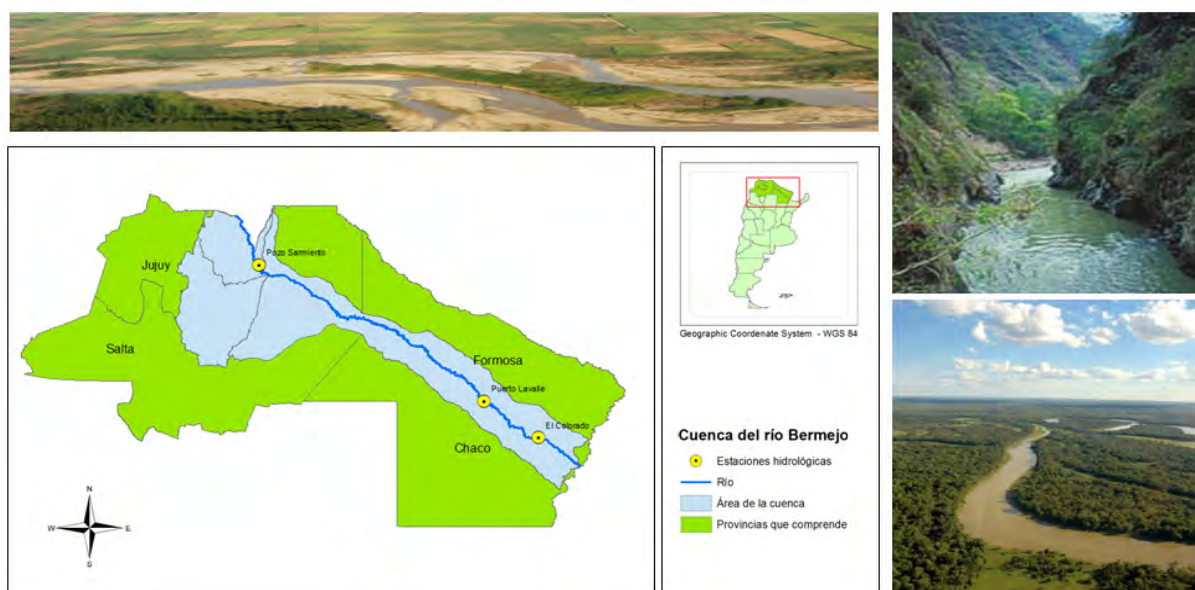 Pozo Sarmiento
Jujuy
Salta
Formosa
Puerto Lavalle
El Colorado
Chaco
N
W
E
S
Geographic Coordenate System - WGS 84
Cuenca del río Bermejo
Estaciones hidrológicas
Río
Área de la cuenca
Provincias que comprende